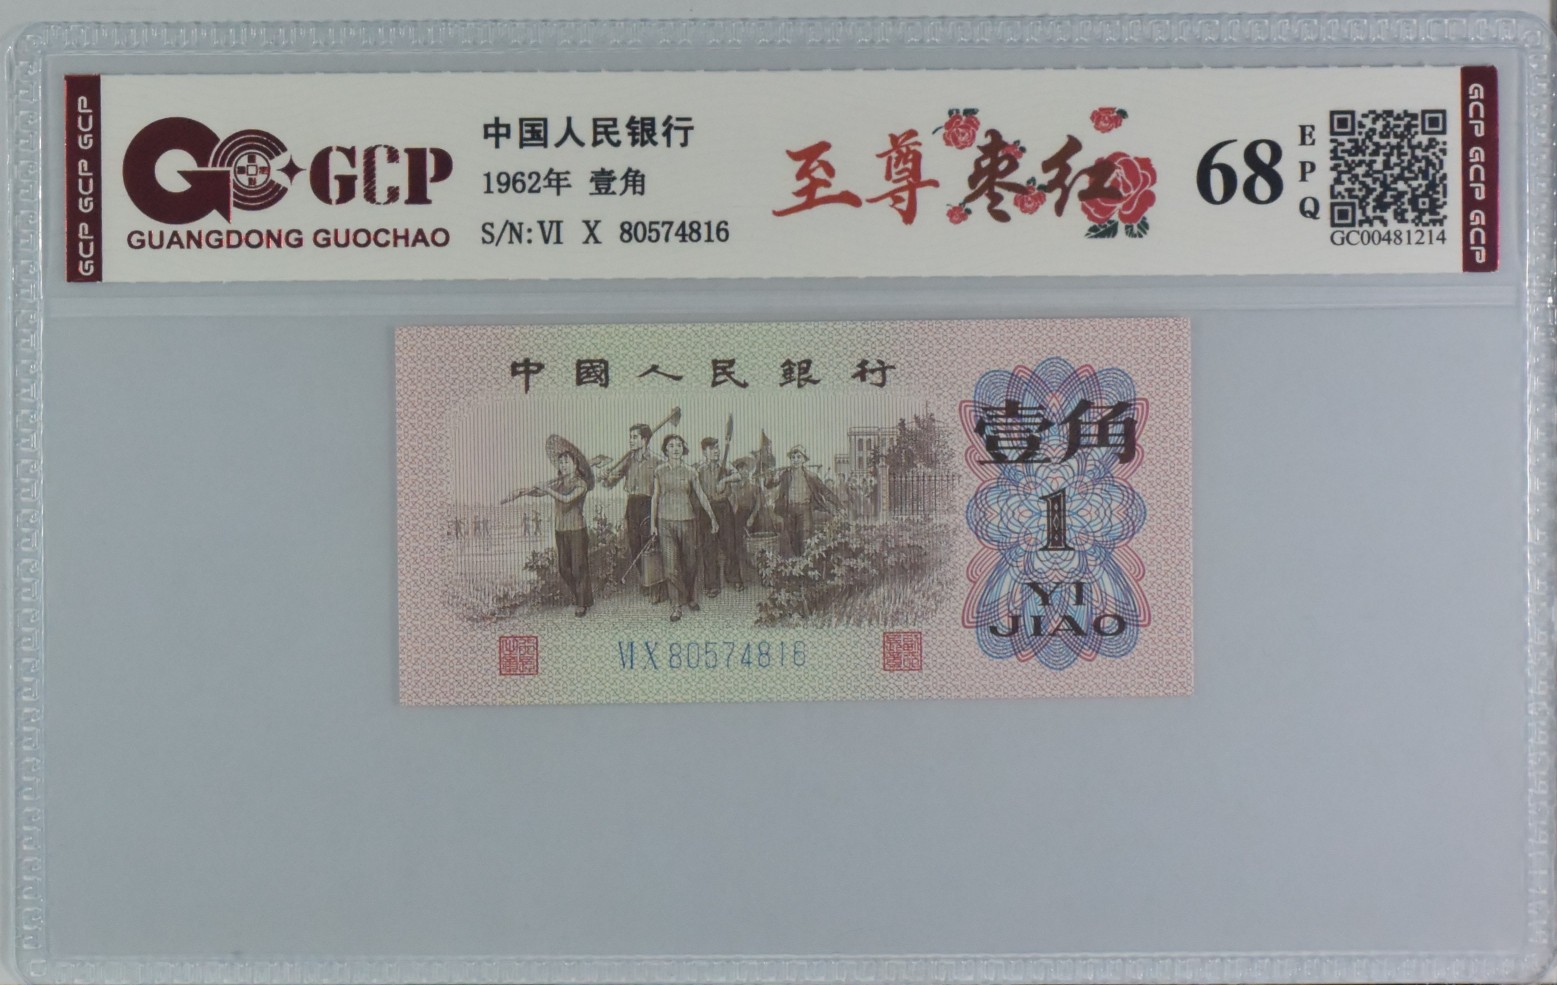 GCP GCP GCP
GCP
GUANGDONG GUOCHAO
中国人民银行
1962年 壹角
S/N:Ⅵ X 80574816
至尊枣红
68
EPQ
GC00481214
GCP GCP GCP
中國人民銀行
壹角
1
YI
JIAO
Ⅵ X 80574816